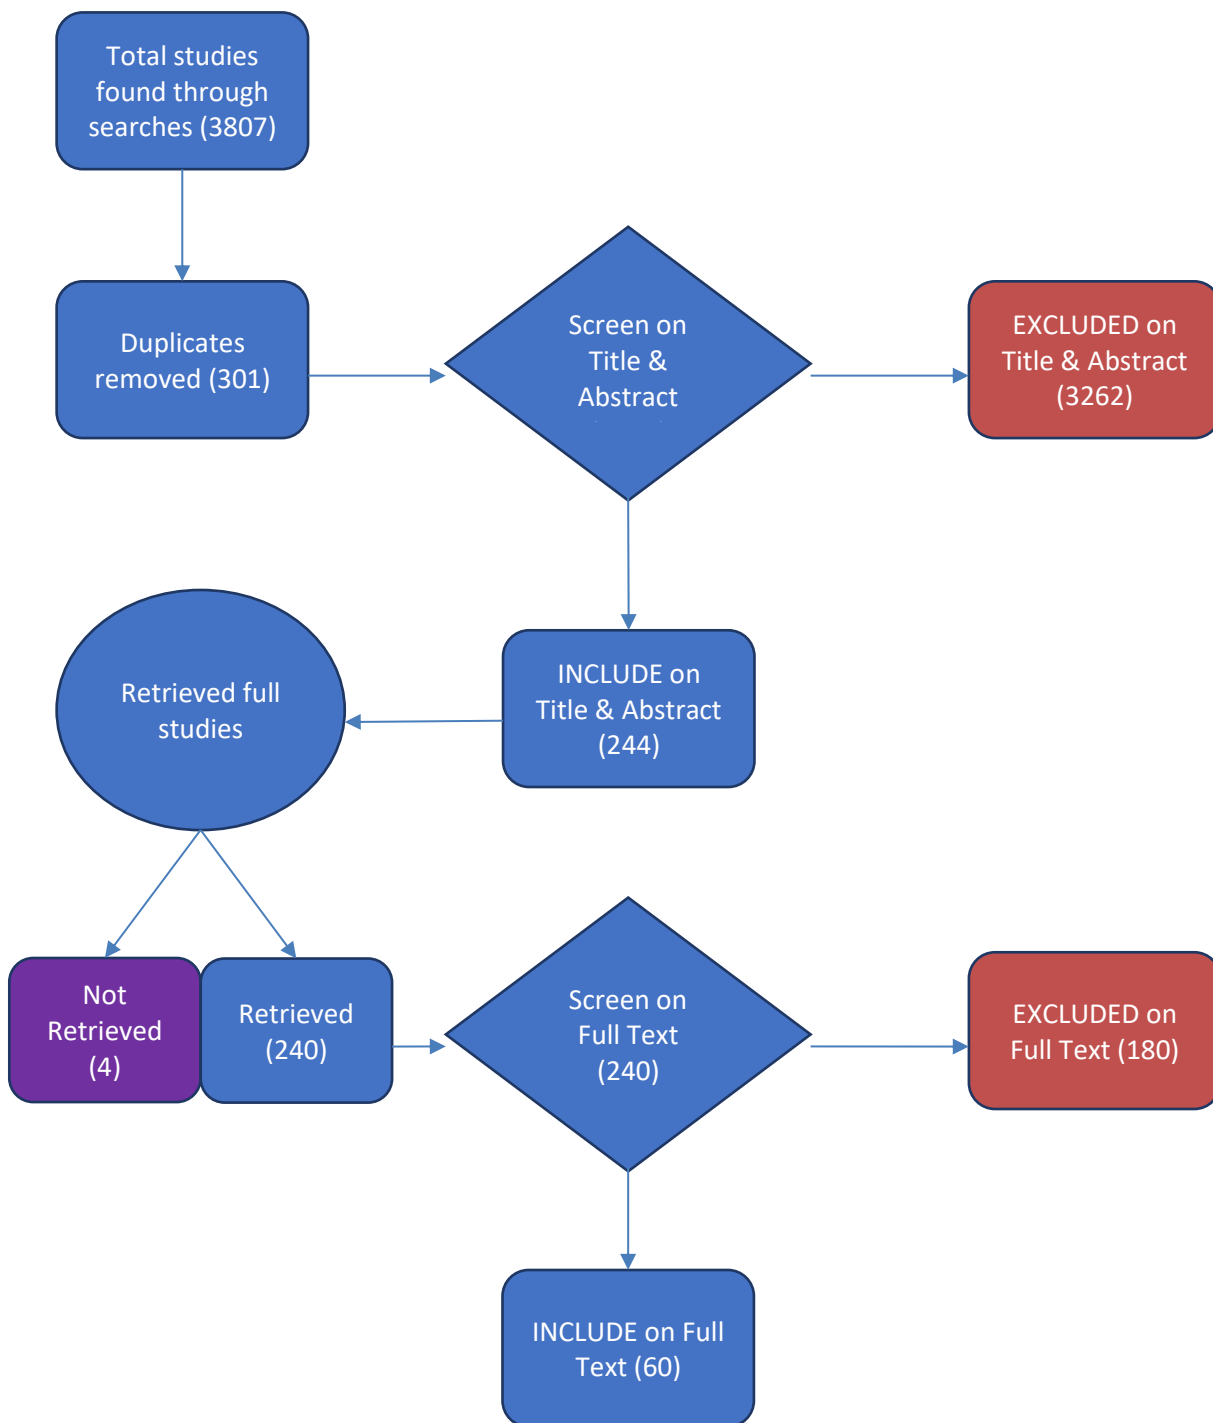 Total studies
found through
searches (3807)
Duplicates
removed (301)
Screen on
Title &
Abstract
EXCLUDED on
Title & Abstract
(3262)
INCLUDE on
Title & Abstract
(244)
Retrieved full
studies
Not
Retrieved
(4)
Retrieved
(240)
Screen on
Full Text
(240)
EXCLUDED on
Full Text (180)
INCLUDE on Full
Text (60)